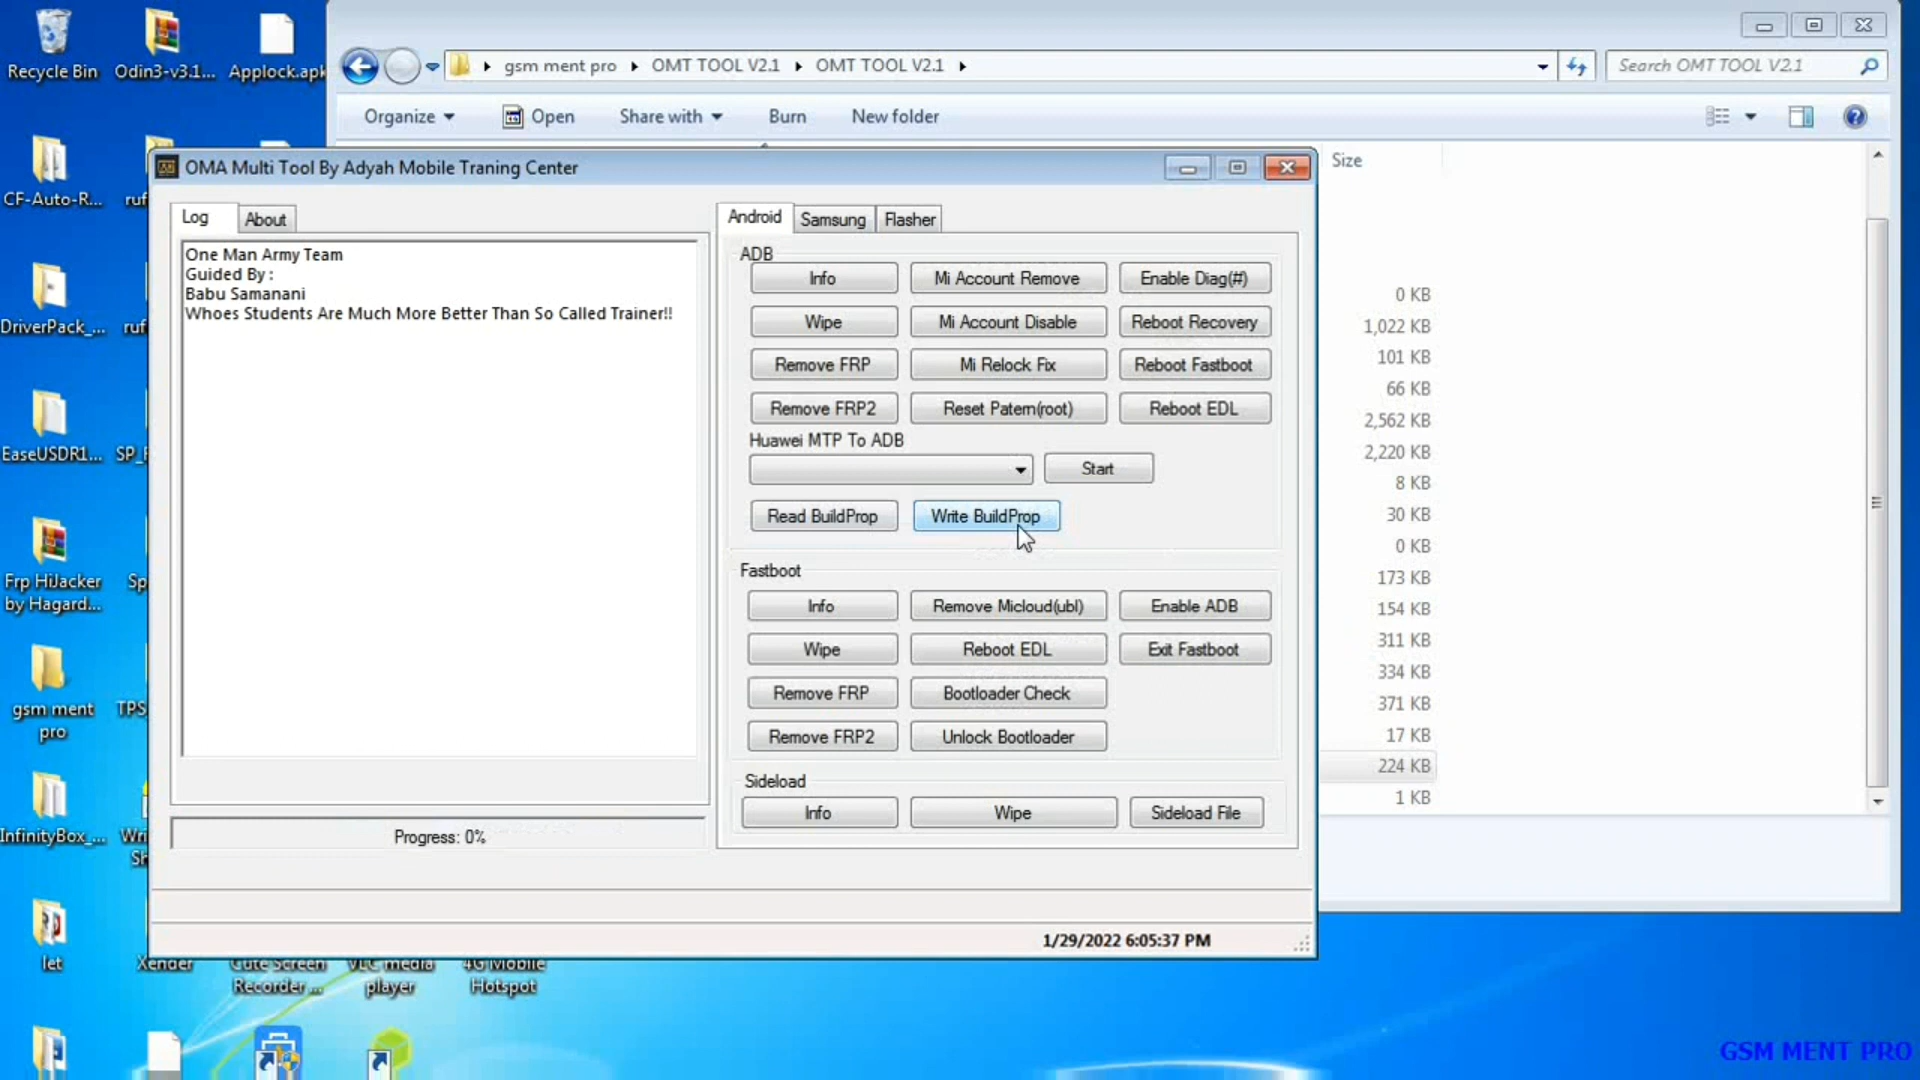 Recycle Bin
Odin3-v3.1...
Applock.apk
gsm ment pro
OMT TOOL V2.1
OMT TOOL V2.1
Search OMT TOOL V2.1
Organize
Open
Share with
Burn
New folder
CF-Auto-R...
ruf
OMA Multi Tool By Adyah Mobile Traning Center
Size
Log
About
Android
Samsung
Flasher
One Man Army Team
Guided By :
Babu Samanani
Whoes Students Are Much More Better Than So Called Trainer!!
ADB
Info
Mi Account Remove
Enable Diag(#)
Wipe
Mi Account Disable
Reboot Recovery
Remove FRP
Mi Relock Fix
Reboot Fastboot
Remove FRP2
Reset Pattern(root)
Reboot EDL
Huawei MTP To ADB
Start
Read BuildProp
Write BuildProp
Fastboot
Info
Remove Micloud(ubl)
Enable ADB
Wipe
Reboot EDL
Exit Fastboot
Remove FRP
Bootloader Check
Remove FRP2
Unlock Bootloader
Sideload
Info
Wipe
Sideload File
Progress: 0%
1/29/2022 6:05:37 PM
0 KB
1,022 KB
101 KB
66 KB
2,562 KB
2,220 KB
8 KB
30 KB
0 KB
173 KB
154 KB
311 KB
334 KB
371 KB
17 KB
224 KB
1 KB
DriverPack_...
ruf
EaseUSDR1...
SP_F
Frp HiJacker
by Hagard...
Sp
gsm ment
pro
TPS
InfinityBox_...
Wri
Sh
let
Xender
Cute Screen
Recorder ...
VLC media
player
4G Mobile
Hotspot
GSM MENT PRO